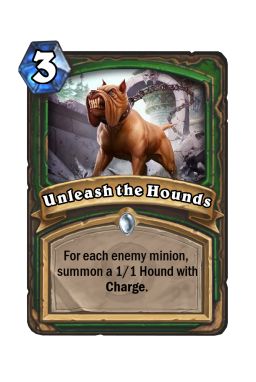 3
Unleash the Hounds
For each enemy minion,
summon a 1/1 Hound with
Charge.